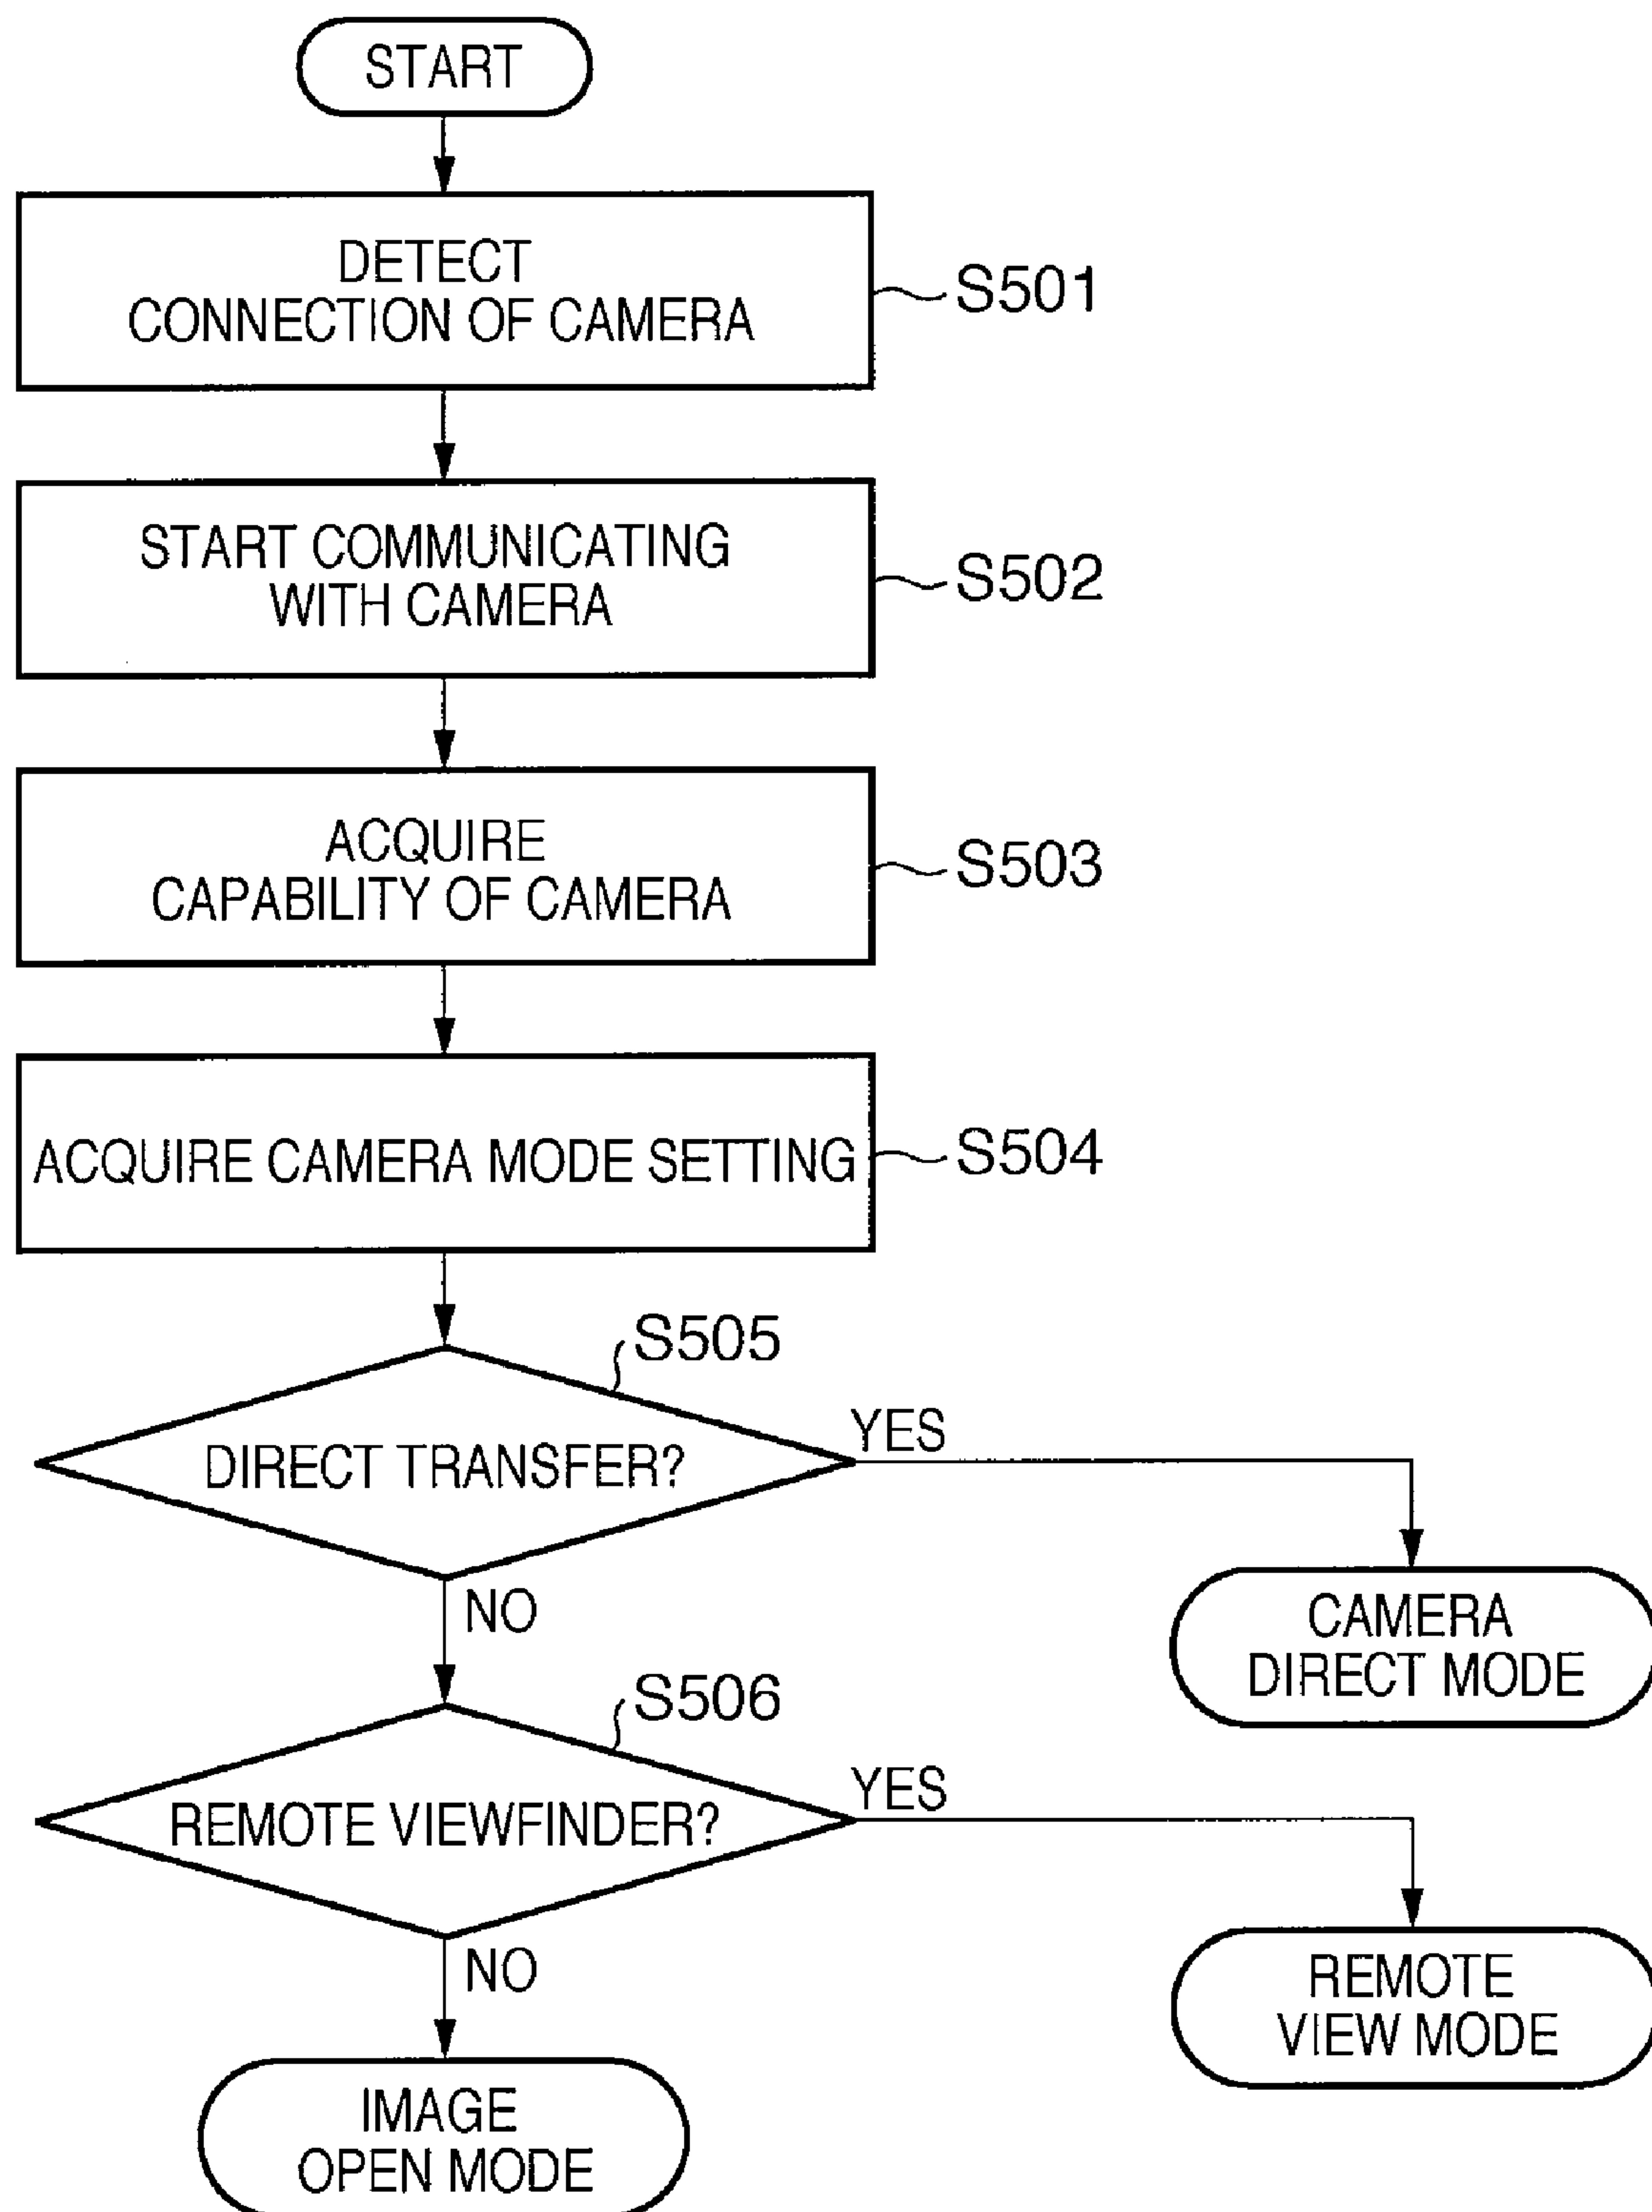 START
DETECT
CONNECTION OF CAMERA
S501
START COMMUNICATING
WITH CAMERA
S502
ACQUIRE
CAPABILITY OF CAMERA
S503
ACQUIRE CAMERA MODE SETTING
S504
S505
DIRECT TRANSFER?
YES
NO
CAMERA
DIRECT MODE
S506
REMOTE VIEWFINDER?
YES
NO
REMOTE
VIEW MODE
IMAGE
OPEN MODE